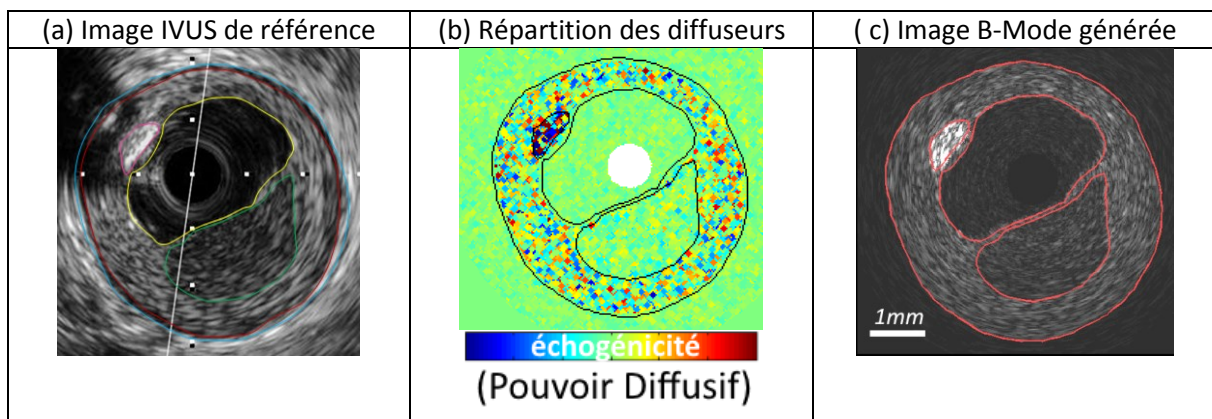 (a) Image IVUS de référence
(b) Répartition des diffuseurs
( c) Image B-Mode générée
échogénicité
(Pouvoir Diffusif)
1mm